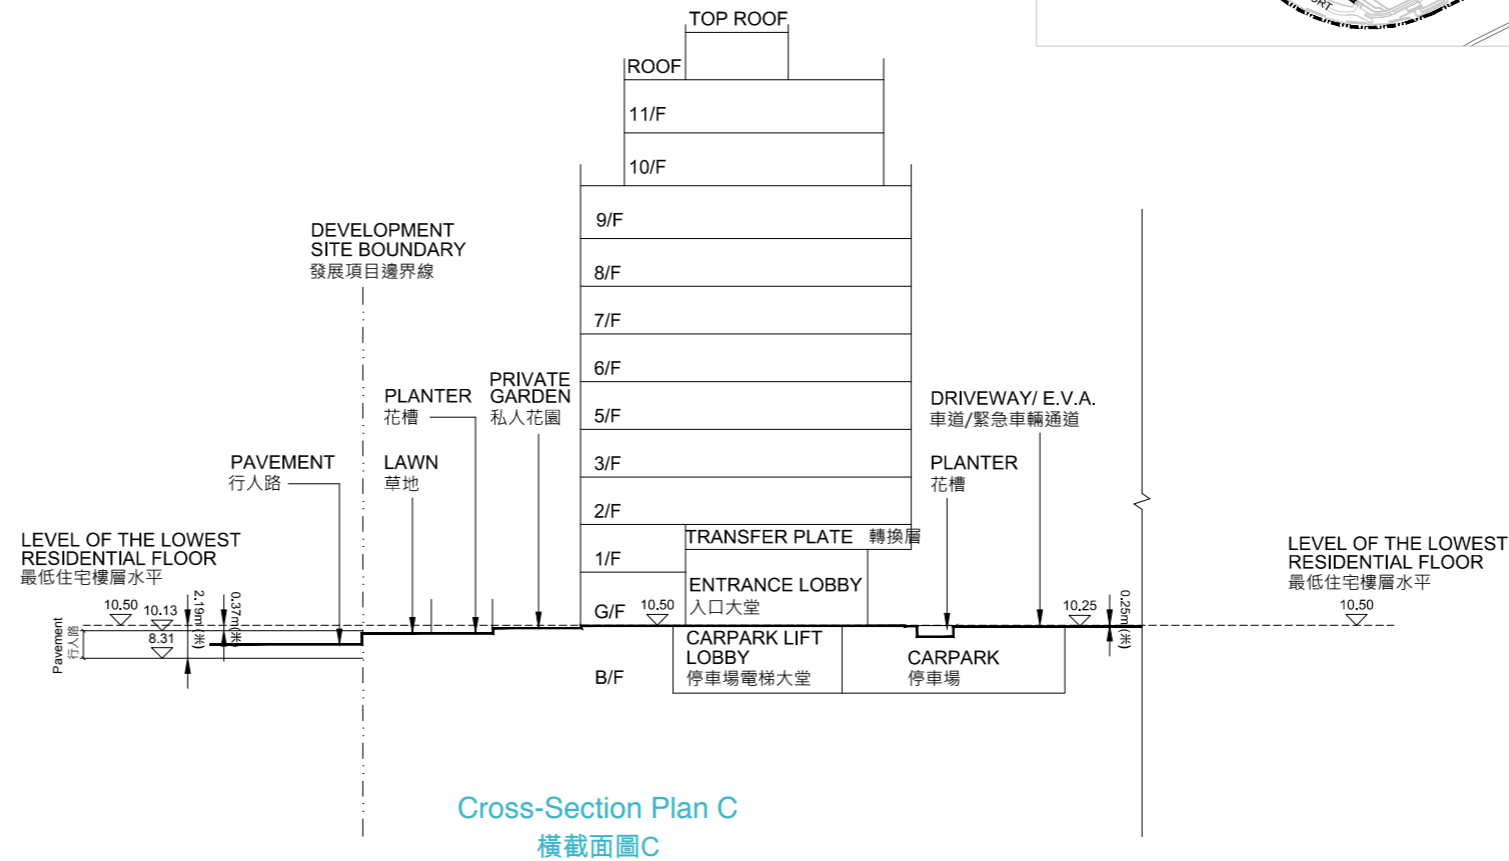 TOP ROOF
ROOF
11/F
10/F
9/F
8/F
7/F
6/F
5/F
3/F
2/F
1/F
G/F
B/F
DEVELOPMENT
SITE BOUNDARY
發展項目邊界線
PLANTER
花槽
PRIVATE
GARDEN
私人花園
PAVEMENT
行人路
LAWN
草地
DRIVEWAY/ E.V.A.
車道/緊急車輛通道
PLANTER
花槽
TRANSFER PLATE 轉換層
ENTRANCE LOBBY
入口大堂
10.50
CARPARK LIFT
LOBBY
停車場電梯大堂
CARPARK
停車場
LEVEL OF THE LOWEST
RESIDENTIAL FLOOR
最低住宅樓層水平
10.50
10.13
8.31
2.19m(米)
0.37m(米)
Pavement
行人路
10.25
0.25m(米)
LEVEL OF THE LOWEST
RESIDENTIAL FLOOR
最低住宅樓層水平
10.50
Cross-Section Plan C
橫截面圖C